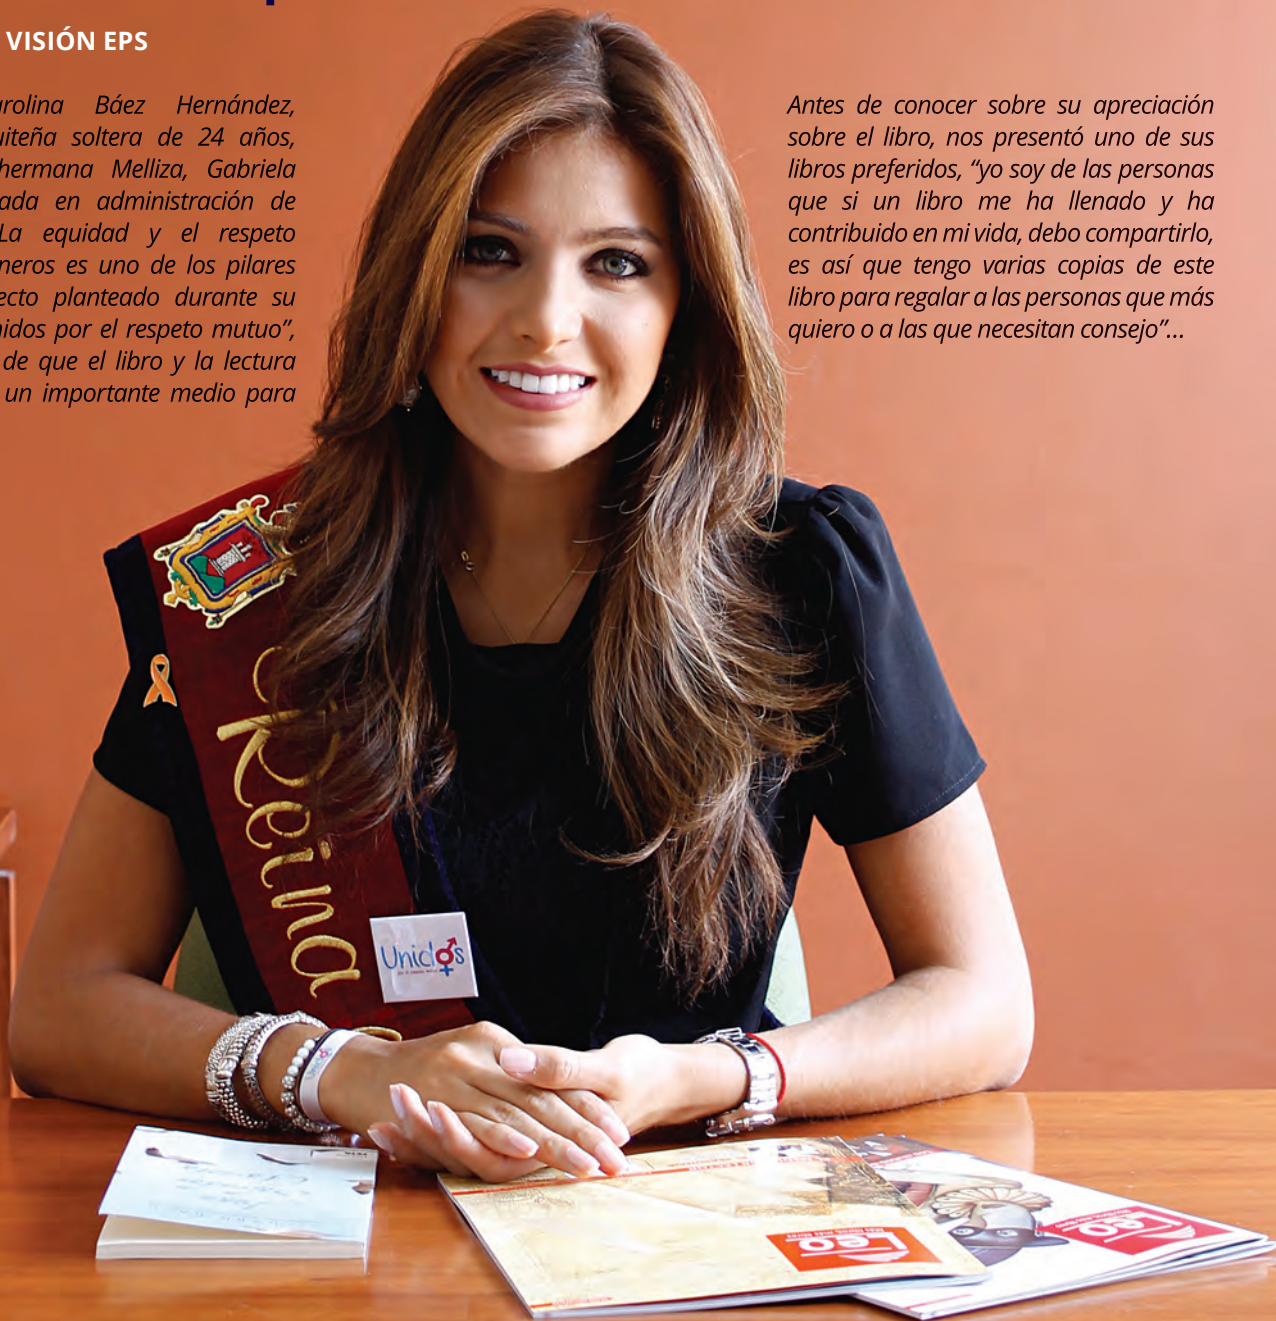 VISIÓN EPS
arolina Báez Hernández,
uiteña soltera de 24 años,
hermana Melliza, Gabriela
ada en administración de
La equidad y el respeto
neros es uno de los pilares
ecto planteado durante su
nidos por el respeto mutuo”,
de que el libro y la lectura
un importante medio para
Antes de conocer sobre su apreciación
sobre el libro, nos presentó uno de sus
libros preferidos, “yo soy de las personas
que si un libro me ha llenado y ha
contribuido en mi vida, debo compartirlo,
es así que tengo varias copias de este
libro para regalar a las personas que más
quiero o a las que necesitan consejo”...
Reina
Unidos
Leo
Leo